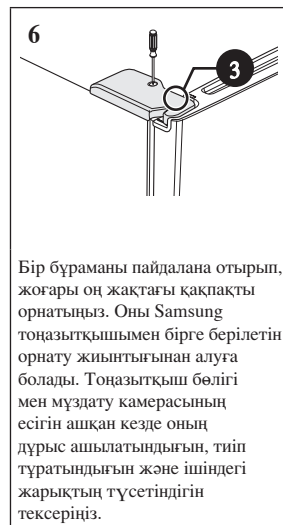 6
3
Бір бұраманы пайдалана отырып,
жоғары оң жақтағы қақпақты
орнатыңыз. Оны Samsung
тоңазытқышымен бірге берілетін
орнату жиынтығынан алуға
болады. Тоңазытқыш бөлігі
мен мұздату камерасының
есігін ашқан кезде оның
дұрыс ашылатындығын, тиіп
тұратындығын және ішіндегі
жарықтың түсетіндігін
тексеріңіз.